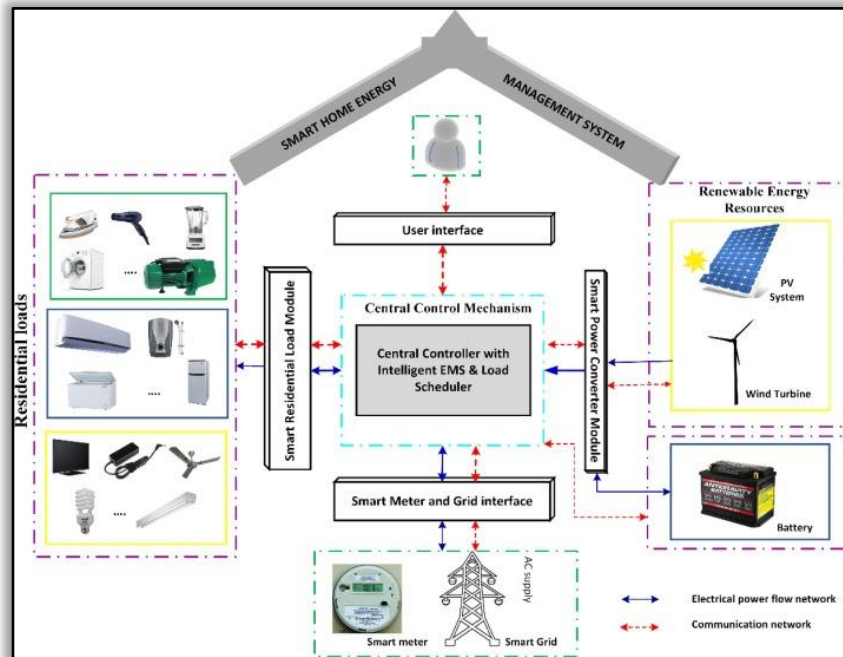 SMART HOME ENERGY
MANAGEMENT SYSTEM
Residential loads
....
....
....
Smart Residential Load Module
User interface
Central Control Mechanism
Central Controller with
Intelligent EMS & Load
Scheduler
Smart Meter and Grid interface
Smart Power Converter Module
Renewable Energy
Resources
PV
System
Wind Turbine
ANTIGRAVITY
BATTERIES
Battery
AC supply
Smart meter
Smart Grid
Electrical power flow network
Communication network